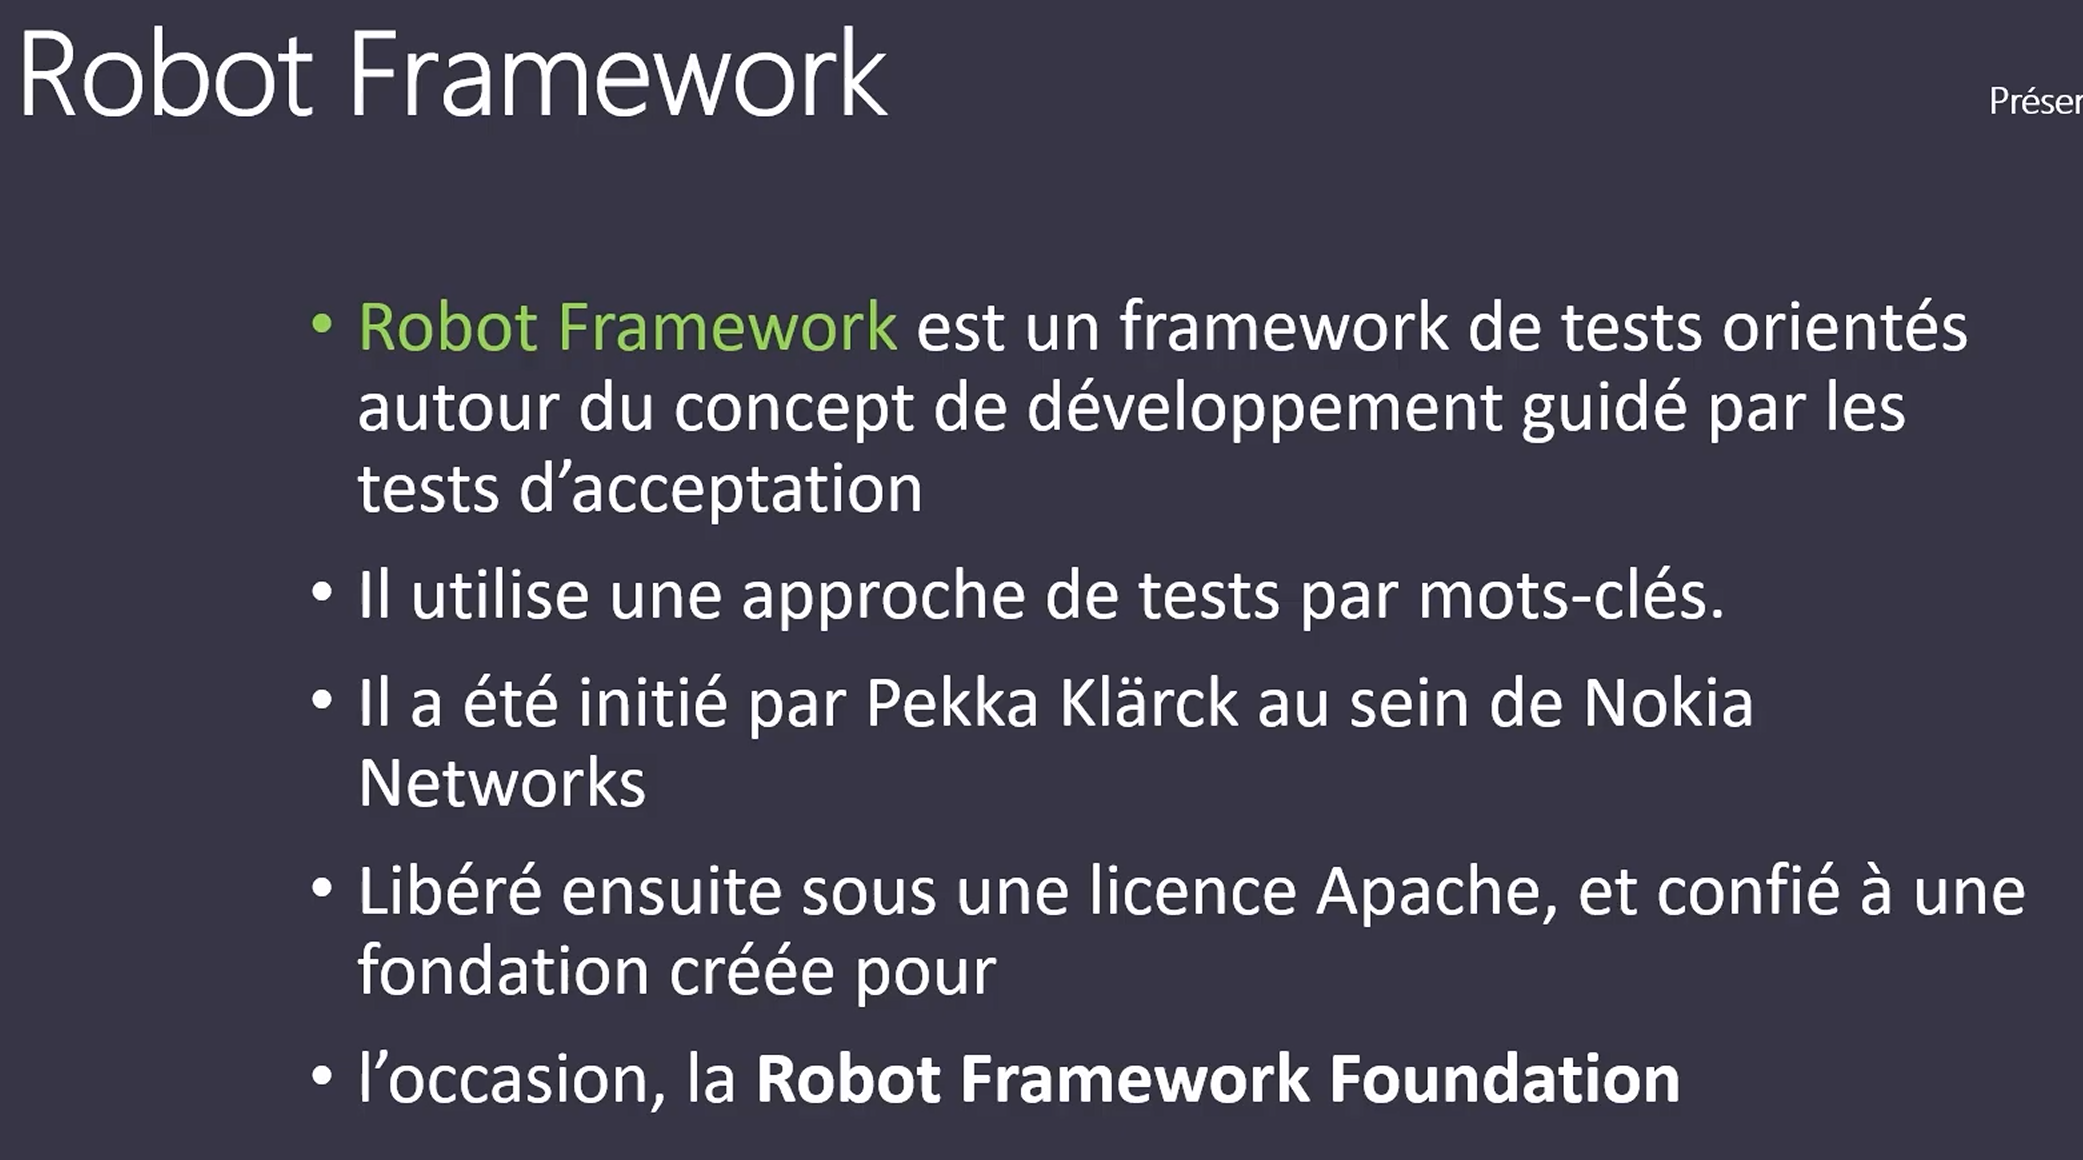 Robot Framework
Préser
• Robot Framework est un framework de tests orientés
autour du concept de développement guidé par les
tests d’acceptation
• Il utilise une approche de tests par mots-clés.
• Il a été initié par Pekka Klärck au sein de Nokia
Networks
• Libéré ensuite sous une licence Apache, et confié à une
fondation créée pour
• l’occasion, la Robot Framework Foundation